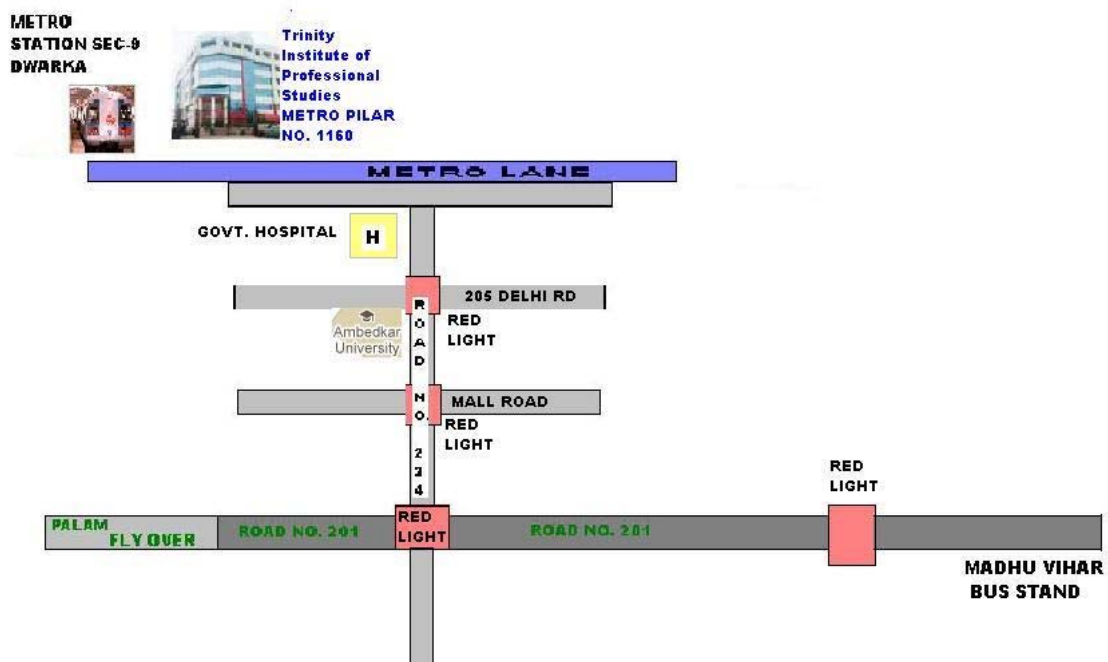 METRO
STATION SEC-9
DWARKA
Trinity
Institute of
Professional
Studies
METRO PILAR
NO. 1160
METRO LANE
GOVT. HOSPITAL
H
205 DELHI RD
RED
LIGHT
Ambedkar
University
ROAD NO. 234
MALL ROAD
RED
LIGHT
RED
LIGHT
PALAM
FLY OVER
ROAD NO. 201
RED
LIGHT
ROAD NO. 201
MADHU VIHAR
BUS STAND